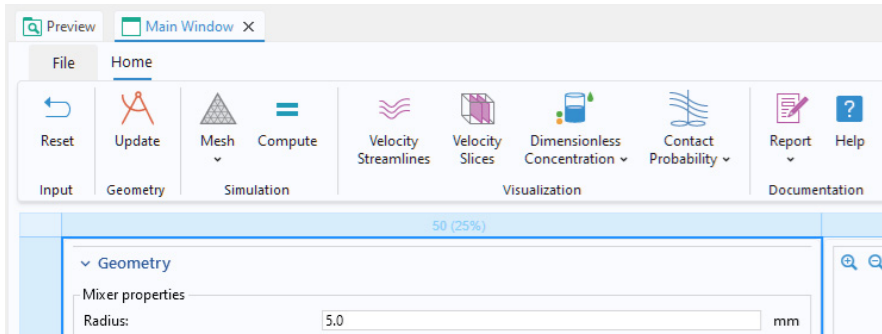 Preview Main Window
File Home
Reset Update Mesh Compute Velocity Streamlines Velocity Slices Dimensionless Concentration Contact Probability Report Help
Input Geometry Simulation Visualization Documentation
50 (25%)
Geometry
Mixer properties
Radius: 5.0 mm